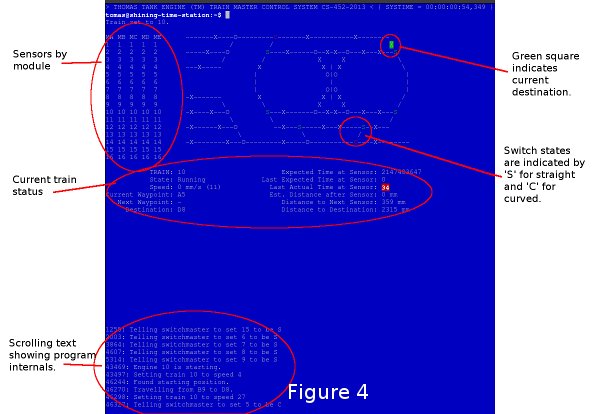 > THOMAS TANK ENGINE (TM) TRAIN MASTER CONTROL SYSTEM CS-452-2013 < | SYSTIME = 00:00:00:54,349 |
tomas@shining-time-station:~$
Train set to 10.
Sensors by
module
MA MB MC MD ME
1 1 1 1 1
2 2 2 2 2
3 3 3 3 3
4 4 4 4 4
5 5 5 5 5
6 6 6 6 6
7 7 7 7 7
8 8 8 8 8
9 9 9 9 9
10 10 10 10 10
11 11 11 11 11
12 12 12 12 12
13 13 13 13 13
14 14 14 14 14
15 15 15 15 15
16 16 16 16
Green square
indicates
current
destination.
Switch states
are indicated by
'S' for straight
and 'C' for
curved.
Current train
status
TRAIN: 10 Expected Time at Sensor: 2147483647
State: Running Last Expected Time at Sensor: 0
Speed: 0 mm/s (11) Last Actual Time at Sensor: 34
Current Waypoint: A5 Est. Distance after Sensor: 0 mm
Next Waypoint: - Distance to Next Sensor: 359 mm
Destination: D8 Distance to Destination: 2315 mm
Scrolling text
showing program
internals.
Telling switchmaster to set 15 to be S
Telling switchmaster to set 6 to be S
Telling switchmaster to set 7 to be S
4607: Telling switchmaster to set 8 to be S
5314: Telling switchmaster to set 9 to be S
43469: Engine 10 is starting.
43497: Setting train 10 to speed 4
46244: Found starting position.
46270: Travelling from B9 to D8.
46298: Setting train 10 to speed 27
46327: Telling switchmaster to set 5 to be C
Figure 4